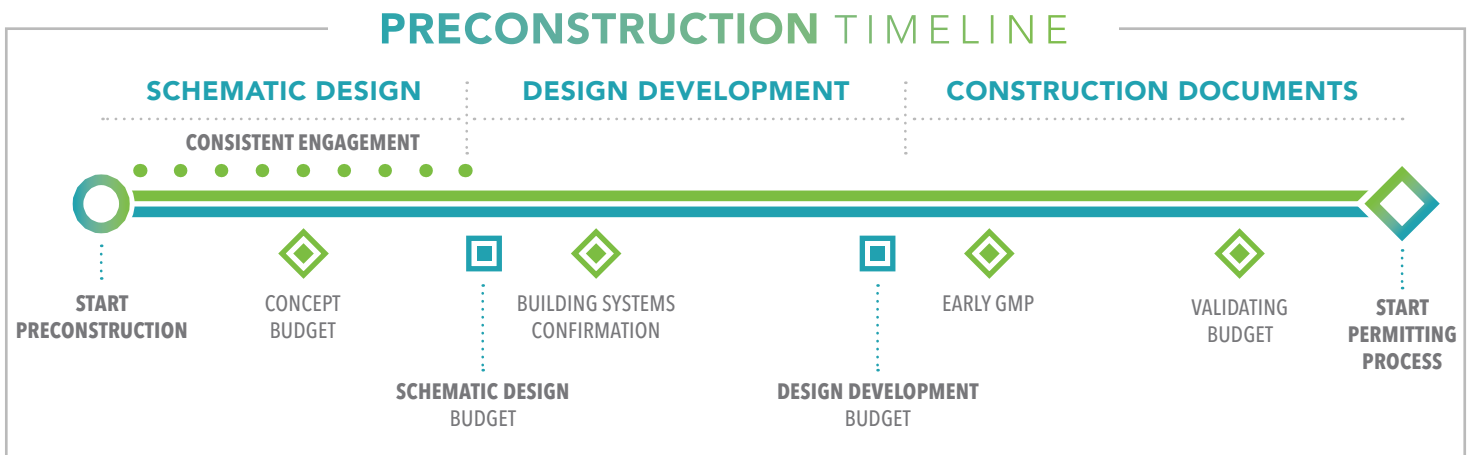 PRECONSTRUCTION TIMELINE
SCHEMATIC DESIGN
DESIGN DEVELOPMENT
CONSTRUCTION DOCUMENTS
CONSISTENT ENGAGEMENT
START
PRECONSTRUCTION
CONCEPT
BUDGET
SCHEMATIC DESIGN
BUDGET
BUILDING SYSTEMS
CONFIRMATION
DESIGN DEVELOPMENT
BUDGET
EARLY GMP
VALIDATING
BUDGET
START
PERMITTING
PROCESS